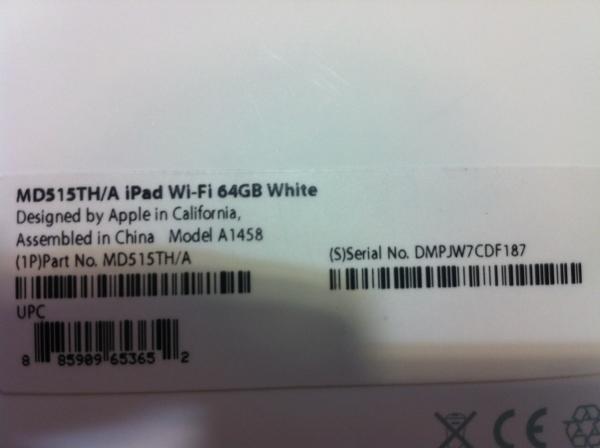 MD515TH/A iPad Wi-Fi 64GB White
Designed by Apple in California,
Assembled in China Model A1458
(1P)Part No. MD515TH/A
(S)Serial No. DMPJW7CDF187
UPC
8 85909 65365 2
CE